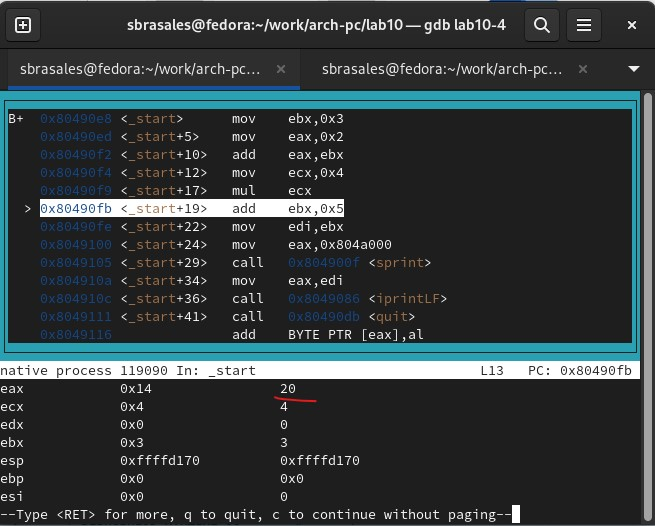 sbrasales@fedora:~/work/arch-pc/lab10 — gdb lab10-4
sbrasales@fedora:~/work/arch-pc... × sbrasales@fedora:~/work/arch-pc... ×
B+ 0x80490e8 <_start> mov ebx,0x3
0x80490ed <_start+5> mov eax,0x2
0x80490f2 <_start+10> add eax,ebx
0x80490f4 <_start+12> mov ecx,0x4
0x80490f9 <_start+17> mul ecx
> 0x80490fb <_start+19> add ebx,0x5
0x80490fe <_start+22> mov edi,ebx
0x8049100 <_start+24> mov eax,0x804a000
0x8049105 <_start+29> call 0x804900f <sprint>
0x804910a <_start+34> mov eax,edi
0x804910c <_start+36> call 0x8049086 <iprintLF>
0x8049111 <_start+41> call 0x80490db <quit>
0x8049116 add BYTE PTR [eax],al
native process 119090 In: _start L13 PC: 0x80490fb
eax 0x14 20
ecx 0x4 4
edx 0x0 0
ebx 0x3 3
esp 0xffffd170 0xffffd170
ebp 0x0 0x0
esi 0x0 0
--Type <RET> for more, q to quit, c to continue without paging--